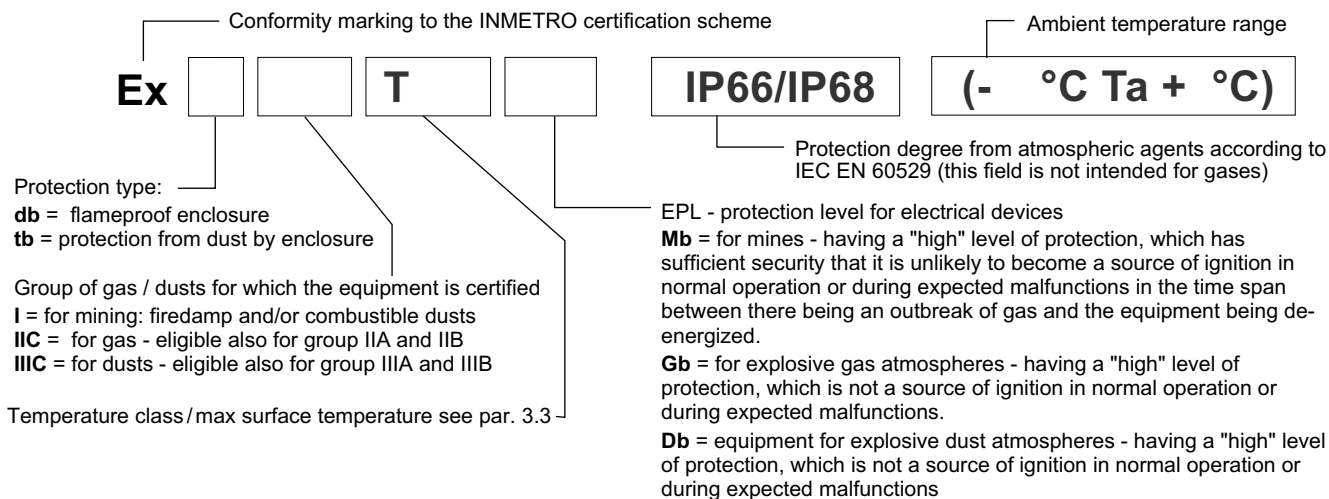 Conformity marking to the INMETRO certification scheme
Ambient temperature range
Ex T IP66/IP68 (- °C Ta + °C)
Protection degree from atmospheric agents according to
IEC EN 60529 (this field is not intended for gases)
Protection type:
db = flameproof enclosure
tb = protection from dust by enclosure
Group of gas / dusts for which the equipment is certified
I = for mining: firedamp and/or combustible dusts
IIC = for gas - eligible also for group IIA and IIB
IIIC = for dusts - eligible also for group IIIA and IIIB
Temperature class/max surface temperature see par. 3.3
EPL - protection level for electrical devices
Mb = for mines - having a "high" level of protection, which has
sufficient security that it is unlikely to become a source of ignition in
normal operation or during expected malfunctions in the time span
between there being an outbreak of gas and the equipment being de-
energized.
Gb = for explosive gas atmospheres - having a "high" level of
protection, which is not a source of ignition in normal operation or
during expected malfunctions.
Db = equipment for explosive dust atmospheres - having a "high" level
of protection, which is not a source of ignition in normal operation or
during expected malfunctions